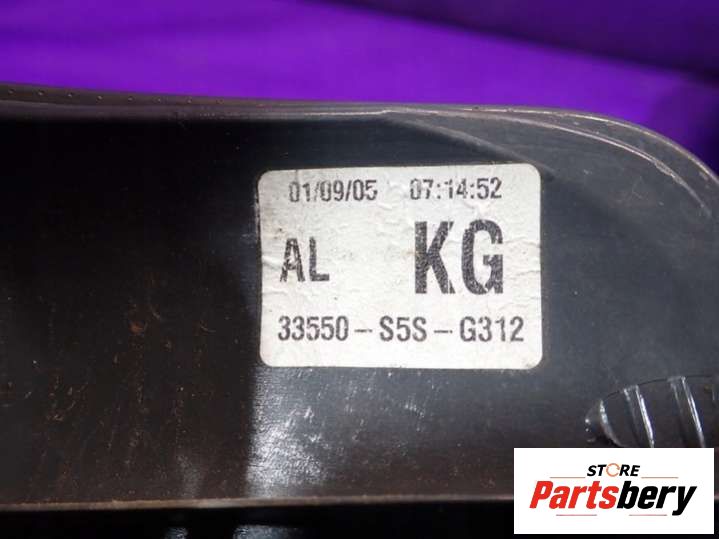 01/09/05 07:14:52
AL KG
33550-S5S-G312
STORE
Partsbery